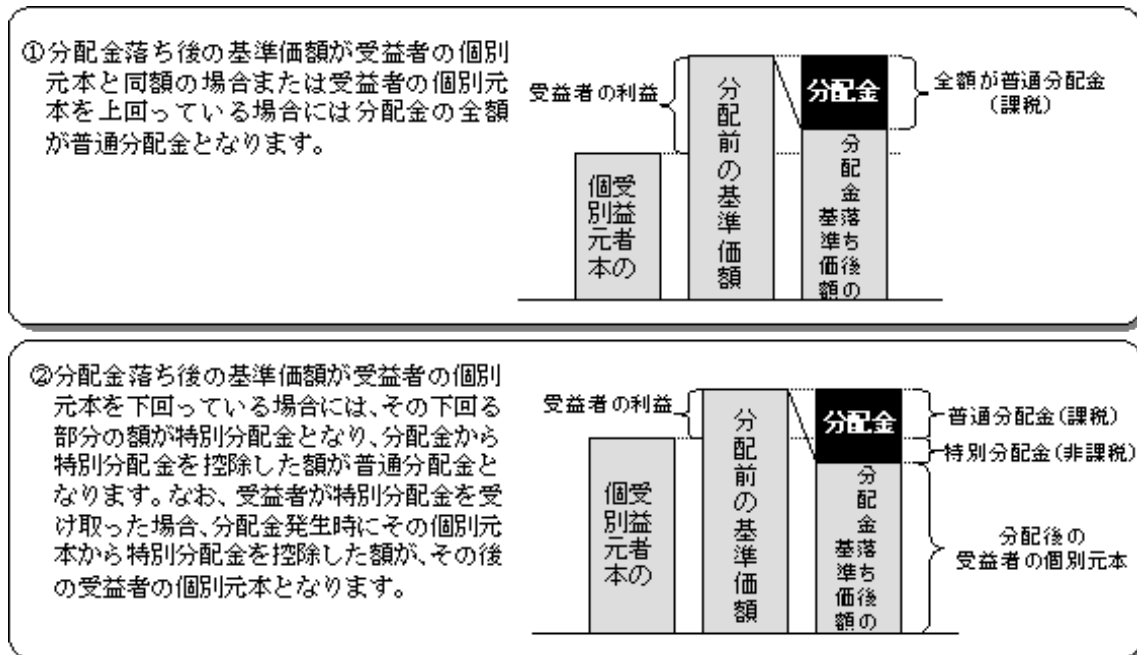 ①分配金落ち後の基準価額が受益者の個別
元本と同額の場合または受益者の個別元
本を上回っている場合には分配金の全額
が普通分配金となります。
受益者の利益
分配前の基準価額
分配金
全額が普通分配金
(課税)
受益者の
個別元本
分配金落ち後の
基準価額
②分配金落ち後の基準価額が受益者の個別
元本を下回っている場合には、その下回る
部分の額が特別分配金となり、分配金から
特別分配金を控除した額が普通分配金と
なります。なお、受益者が特別分配金を受
け取った場合、分配金発生時にその個別元
本から特別分配金を控除した額が、その後
の受益者の個別元本となります。
受益者の利益
分配前の基準価額
分配金
普通分配金(課税)
特別分配金(非課税)
受益者の
個別元本
分配金落ち後の
基準価額
分配後の
受益者の個別元本